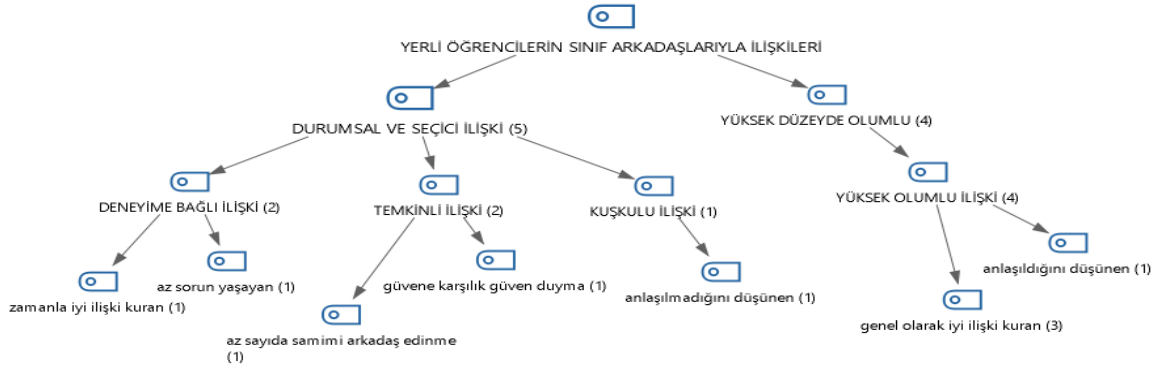 YERLİ ÖĞRENCİLERİN SINIF ARKADAŞLARIYLA İLİŞKİLERİ
DURUMSAL VE SEÇİCİ İLİŞKİ (5)
YÜKSEK DÜZEYDE OLUMLU (4)
DENEYİME BAĞLI İLİŞKİ (2)
TEMKİNLİ İLİŞKİ (2)
KUŞKULU İLİŞKİ (1)
YÜKSEK OLUMLU İLİŞKİ (4)
zamanla iyi ilişki kuran (1)
az sorun yaşayan (1)
güvene karşılık güven duyma (1)
anlaşılmadığını düşünen (1)
anlaşıldığını düşünen (1)
az sayıda samimi arkadaş edinme
(1)
genel olarak iyi ilişki kuran (3)